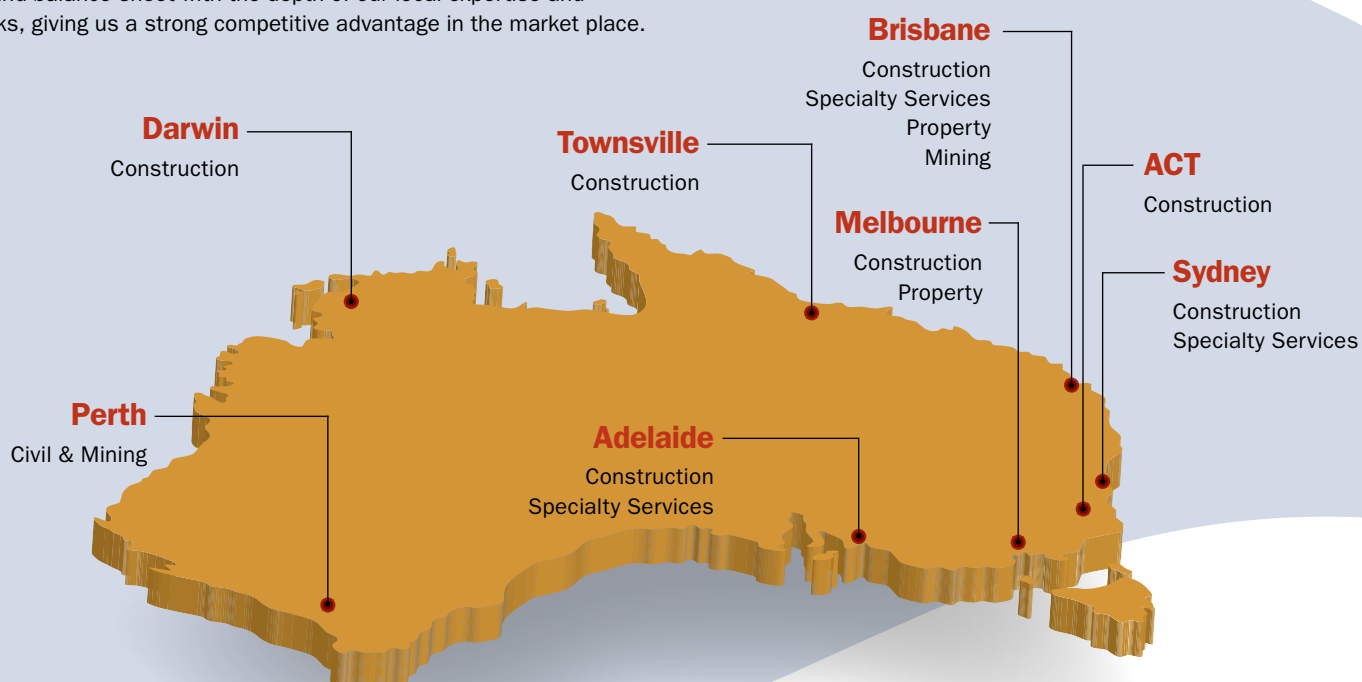 ks, giving us a strong competitive advantage in the market place.
Darwin
Construction
Townsville
Construction
Brisbane
Construction
Specialty Services
Property
Mining
ACT
Construction
Melbourne
Construction
Property
Sydney
Construction
Specialty Services
Perth
Civil & Mining
Adelaide
Construction
Specialty Services